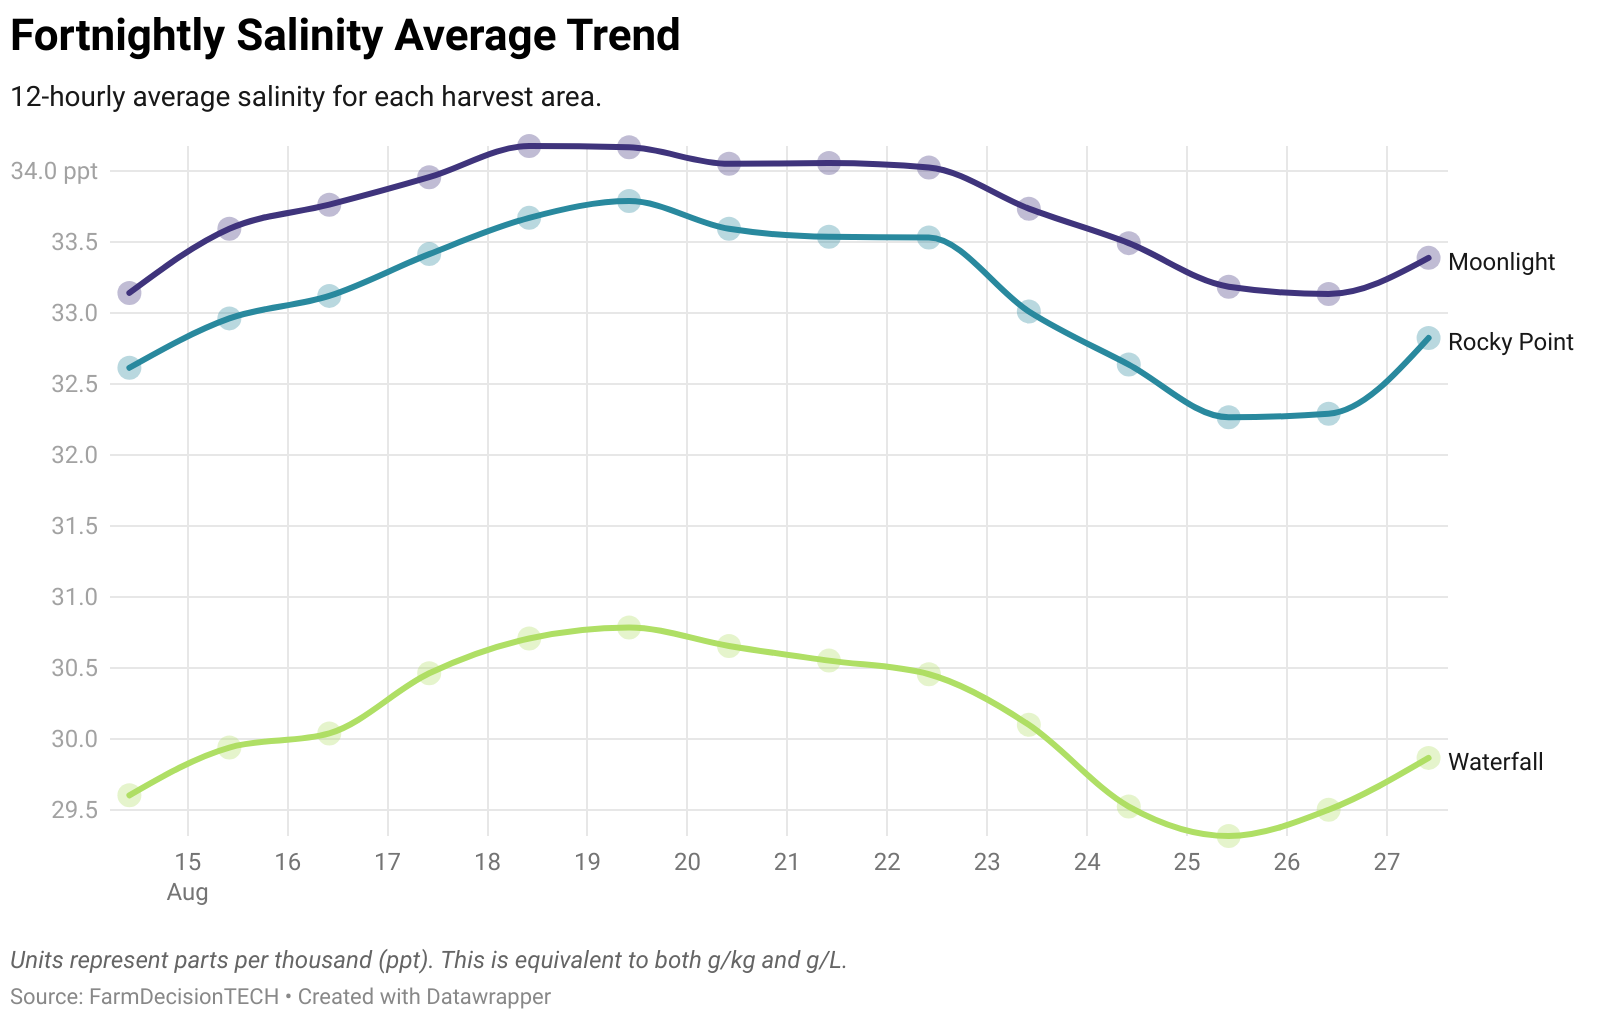 Fortnightly Salinity Average Trend
12-hourly average salinity for each harvest area.
34.0 ppt
33.5
33.0
32.5
32.0
31.5
31.0
30.5
30.0
29.5
Moonlight
Rocky Point
Waterfall
15 16 17 18 19 20 21 22 23 24 25 26 27
Aug
Units represent parts per thousand (ppt). This is equivalent to both g/kg and g/L.
Source: FarmDecisionTECH • Created with Datawrapper